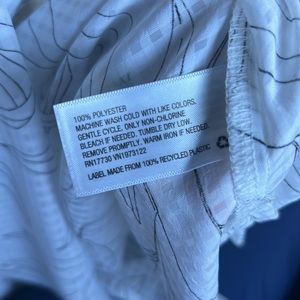 100% POLYESTER
MACHINE WASH COLD WITH LIKE COLORS.
GENTLE CYCLE. ONLY NON-CHLORINE
BLEACH IF NEEDED. TUMBLE DRY LOW.
REMOVE PROMPTLY. WARM IRON IF NEEDED.
RN17730 VN1973122
LABEL MADE FROM 100% RECYCLED PLASTIC